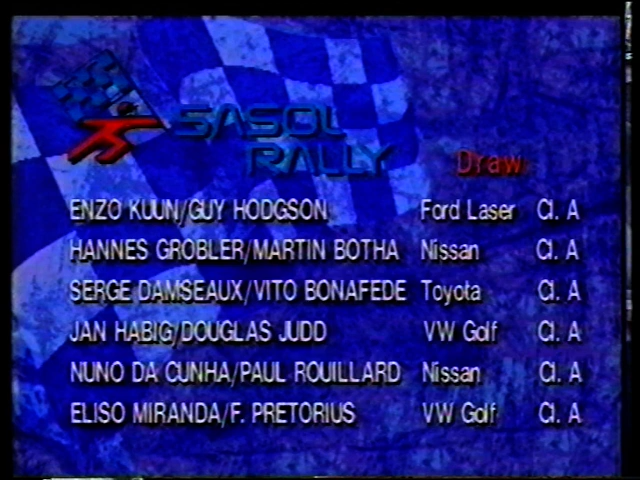 SASOL
RALLY
Draw
ENZO KUUN/GUY HODGSON Ford Laser Cl. A
HANNES GROBLER/MARTIN BOTHA Nissan Cl. A
SERGE DAMSEAUX/VITO BONAFEDE Toyota Cl. A
JAN HABIG/DOUGLAS JUDD VW Golf Cl. A
NUNO DA CUNHA/PAUL ROUILLARD Nissan Cl. A
ELISO MIRANDA/F. PRETORIUS VW Golf Cl. A